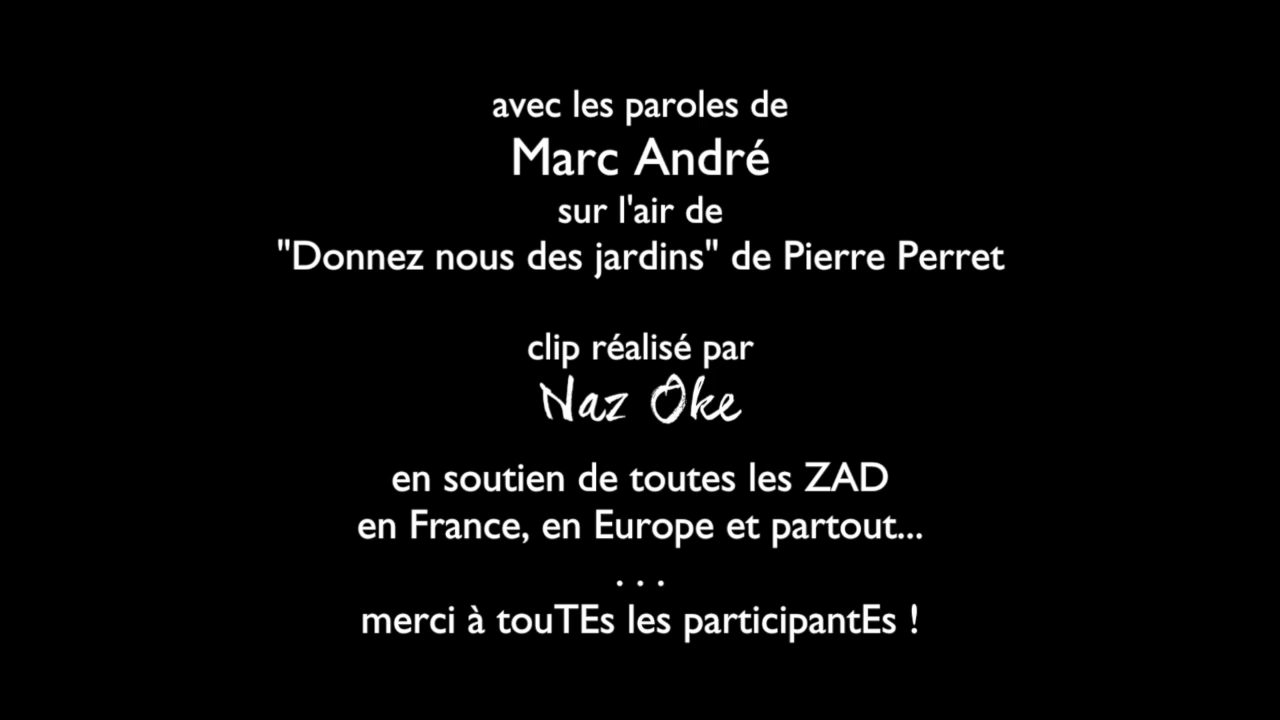 avec les paroles de
Marc André
sur l'air de
"Donnez nous des jardins" de Pierre Perret
clip réalisé par
Naz Oke
en soutien de toutes les ZAD
en France, en Europe et partout...
. . .
merci à touTEs les participantEs !